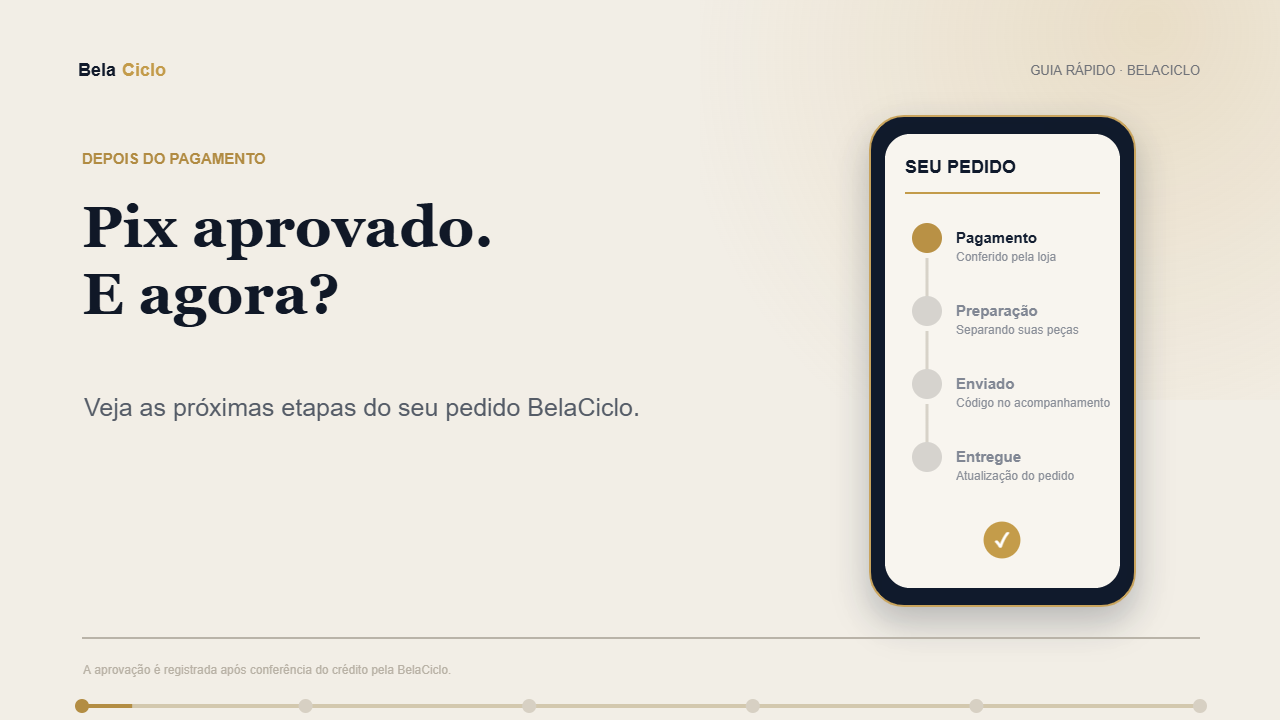 Bela Ciclo
GUIA RÁPIDO · BELACICLO
DEPOIS DO PAGAMENTO
Pix aprovado.
E agora?
Veja as próximas etapas do seu pedido BelaCiclo.
SEU PEDIDO
Pagamento
Conferido pela loja
Preparação
Separando suas peças
Enviado
Código no acompanhamento
Entregue
Atualização do pedido
A aprovação é registrada após conferência do crédito pela BelaCiclo.